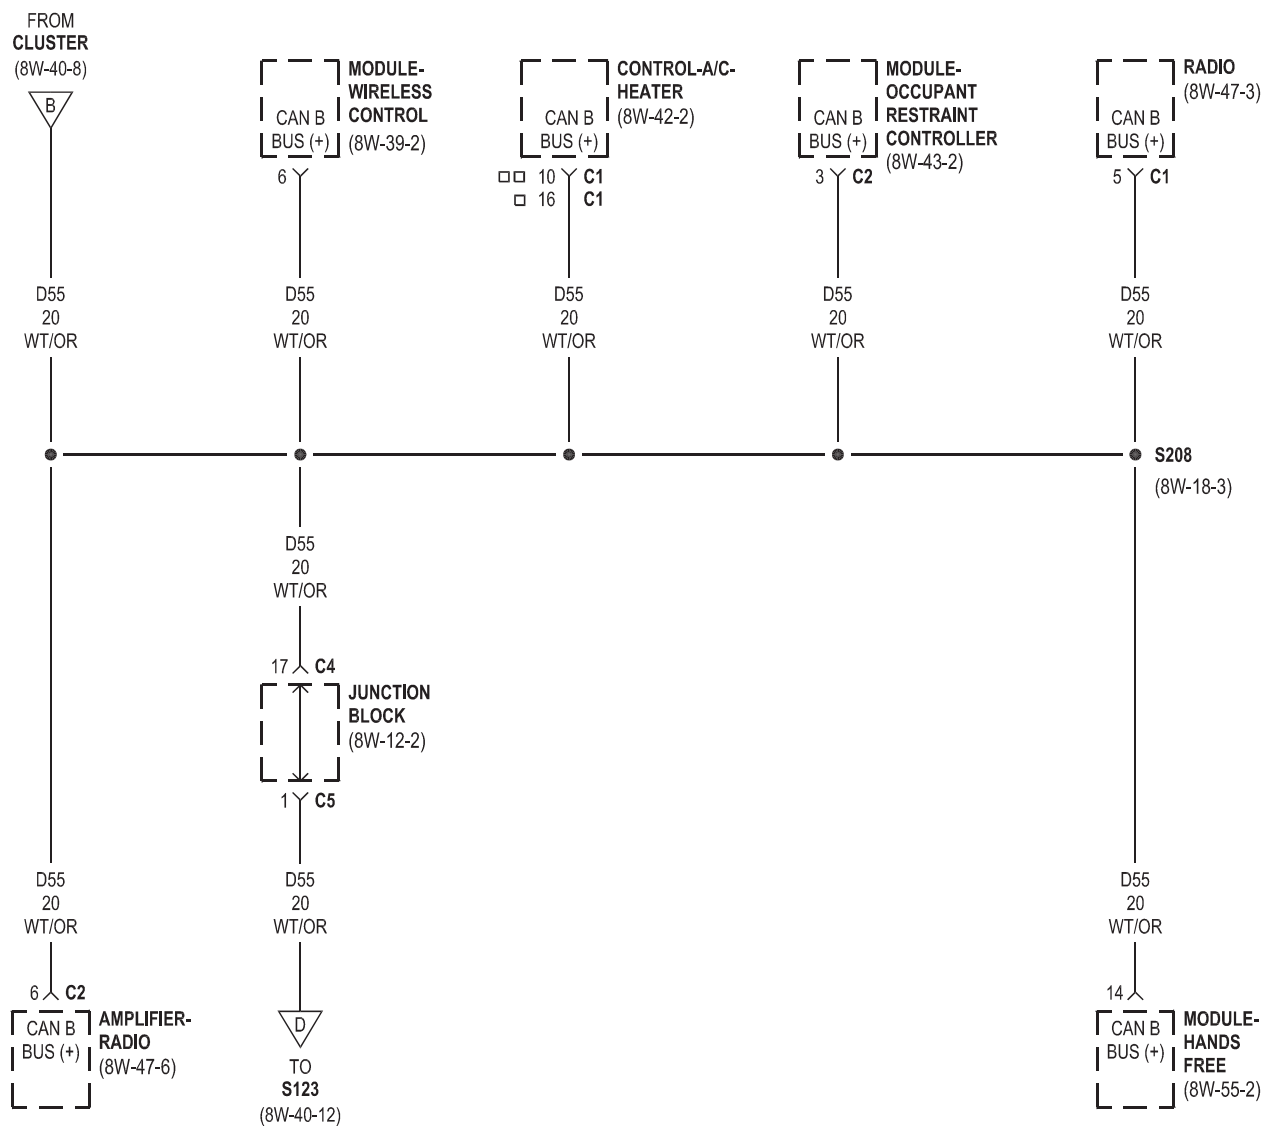 FROM
CLUSTER
(8W-40-8)
B
MODULE-
WIRELESS
CONTROL
(8W-39-2)
CAN B
BUS (+)
6
CONTROL-A/C-
HEATER
(8W-42-2)
CAN B
BUS (+)
10 C1
16 C1
MODULE-
OCCUPANT
RESTRAINT
CONTROLLER
(8W-43-2)
CAN B
BUS (+)
3 C2
RADIO
(8W-47-3)
CAN B
BUS (+)
5 C1
D55
20
WT/OR
D55
20
WT/OR
D55
20
WT/OR
D55
20
WT/OR
D55
20
WT/OR
S208
(8W-18-3)
D55
20
WT/OR
17 C4
JUNCTION
BLOCK
(8W-12-2)
1 C5
D55
20
WT/OR
D55
20
WT/OR
D55
20
WT/OR
6 C2
CAN B
BUS (+)
AMPLIFIER-
RADIO
(8W-47-6)
D
TO
S123
(8W-40-12)
14
CAN B
BUS (+)
MODULE-
HANDS
FREE
(8W-55-2)